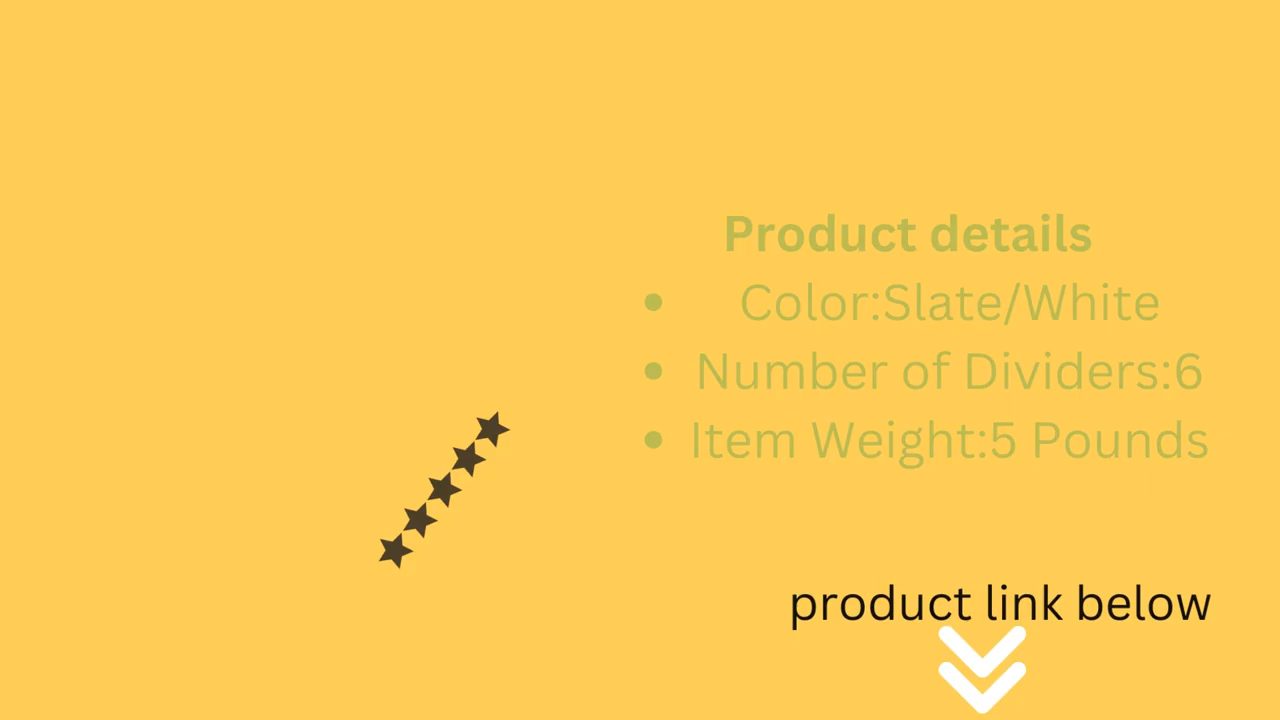 Product details
Color:Slate/White
Number of Dividers:6
Item Weight:5 Pounds
product link below